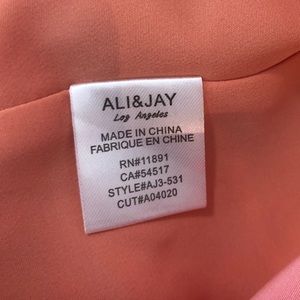 ALI&JAY
Los Angeles
MADE IN CHINA
FABRIQUE EN CHINE
RN#11891
CA#54517
STYLE#AJ3-531
CUT#A04020